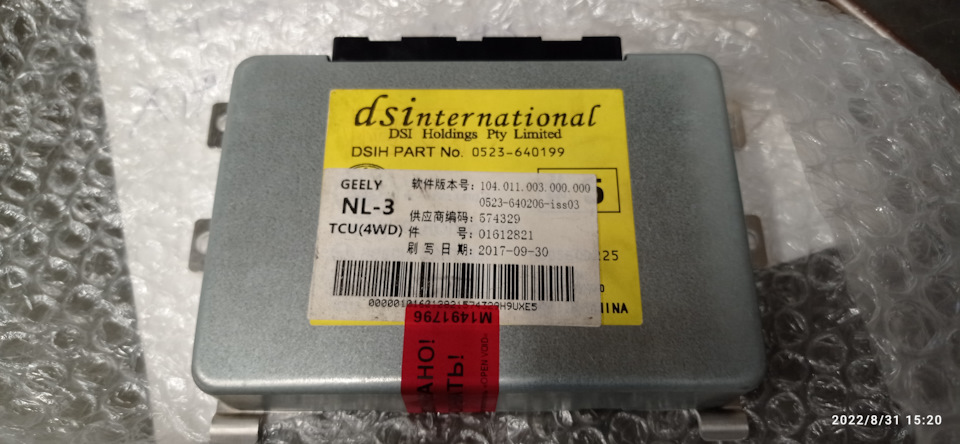 dsinternational
DSI Holdings Pty Limited
DSIH PART No. 0523-640199
GEELY
NL-3
TCU(4WD)
软件版本号: 104.011.003.000.000
0523-640206-iss03
供应商编码: 574329
件 号: 01612821
刷 写 日 期: 2017-09-30
M1491796
OPEN VOID
2022/8/31 15:20